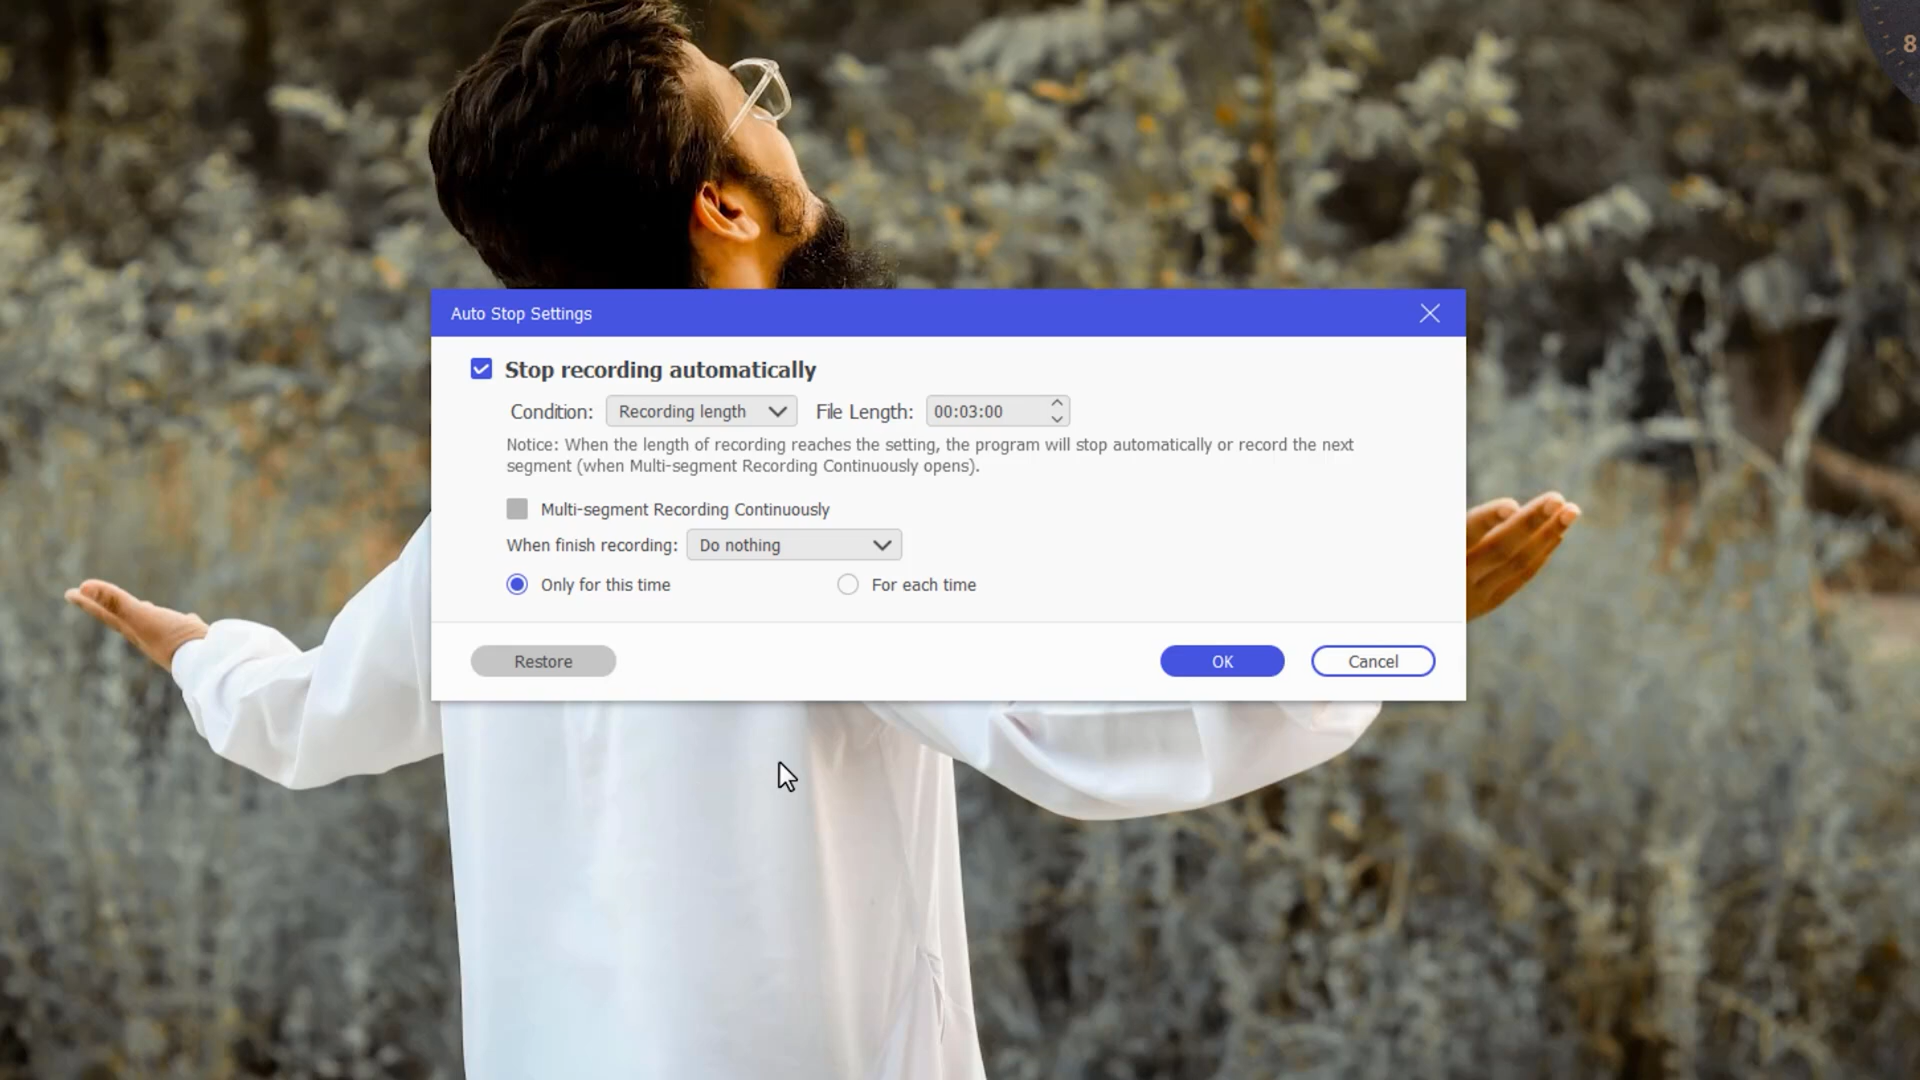 8
Auto Stop Settings
Stop recording automatically
Condition: Recording length File Length: 00:03:00
Notice: When the length of recording reaches the setting, the program will stop automatically or record the next
segment (when Multi-segment Recording Continuously opens).
Multi-segment Recording Continuously
When finish recording: Do nothing
Only for this time For each time
Restore OK Cancel